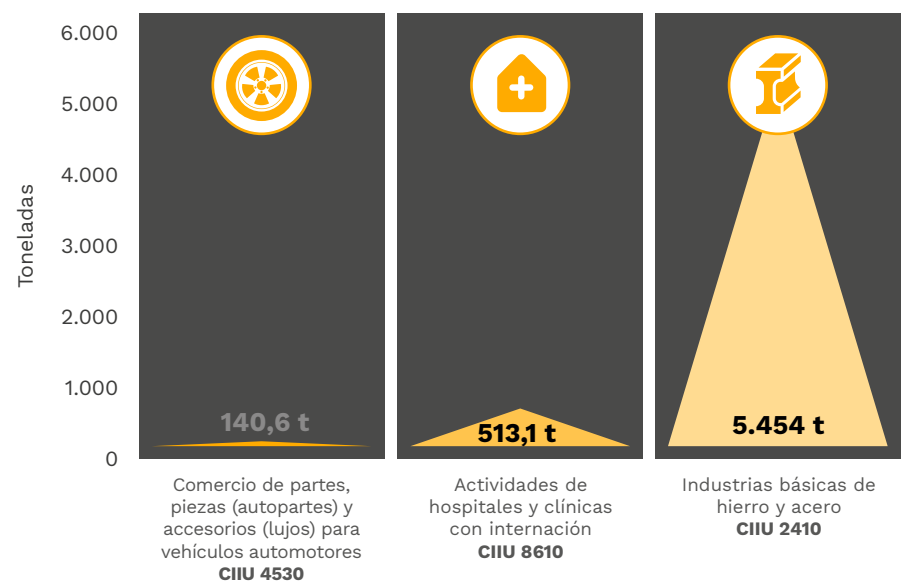 Toneladas
6.000
5.000
4.000
3.000
2.000
1.000
0
140,6 t
513,1 t
5.454 t
Comercio de partes,
piezas (autopartes) y
accesorios (lujos) para
vehículos automotores
CIIU 4530
Actividades de
hospitales y clínicas
con internación
CIIU 8610
Industrias básicas de
hierro y acero
CIIU 2410